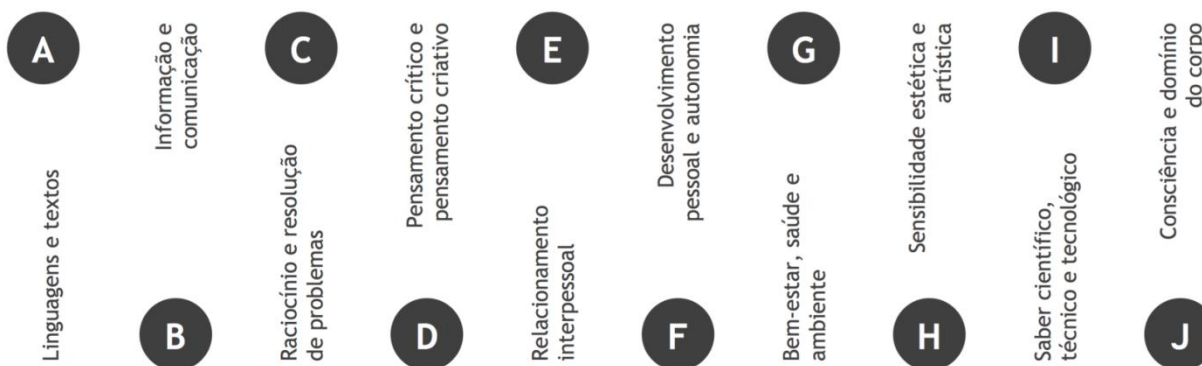 A
Linguagens e textos
Informação e
comunicação
B
C
Raciocínio e resolução
de problemas
Pensamento crítico e
pensamento criativo
D
E
Relacionamento
interpessoal
Desenvolvimento
pessoal e autonomia
F
G
Bem-estar, saúde e
ambiente
Sensibilidade estética e
artística
H
I
Saber científico,
técnico e tecnológico
Consciência e domínio
do corpo
J